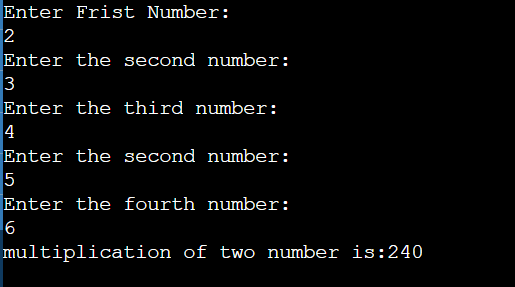 Enter Frist Number:
2
Enter the second number:
3
Enter the third number:
4
Enter the second number:
5
Enter the fourth number:
6
multiplication of two number is:240